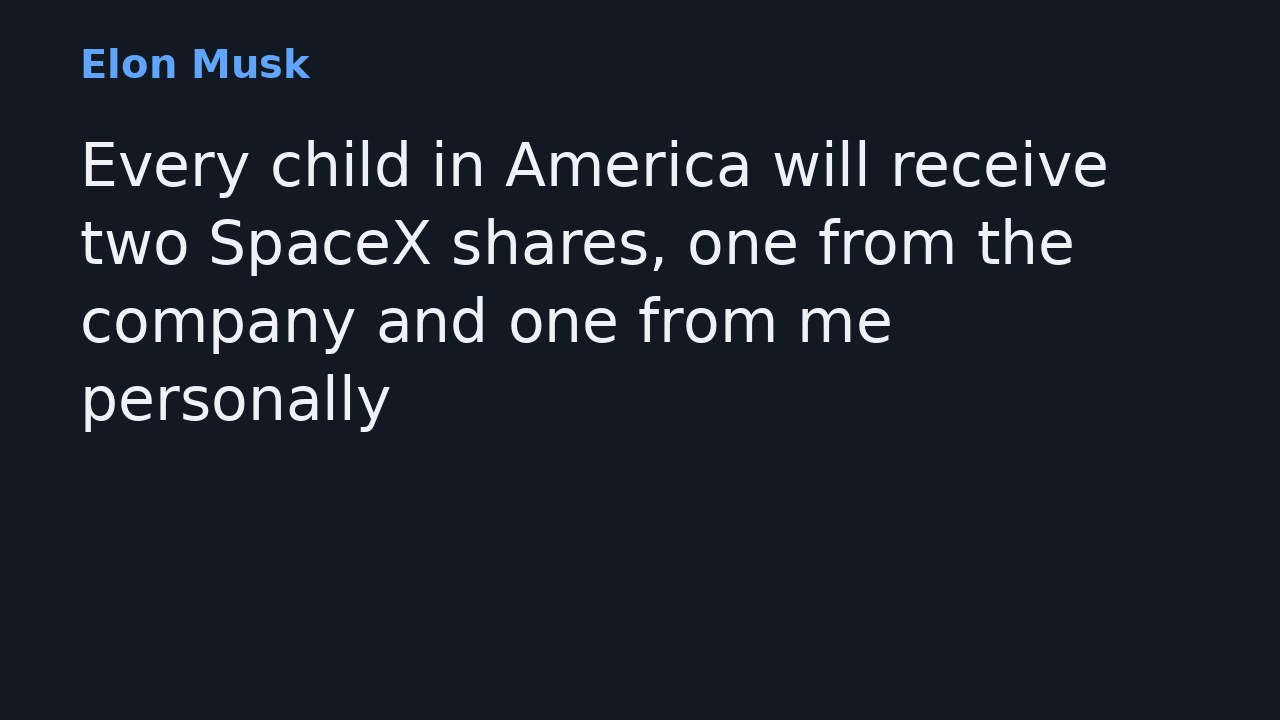 Elon Musk
Every child in America will receive
two SpaceX shares, one from the
company and one from me
personally